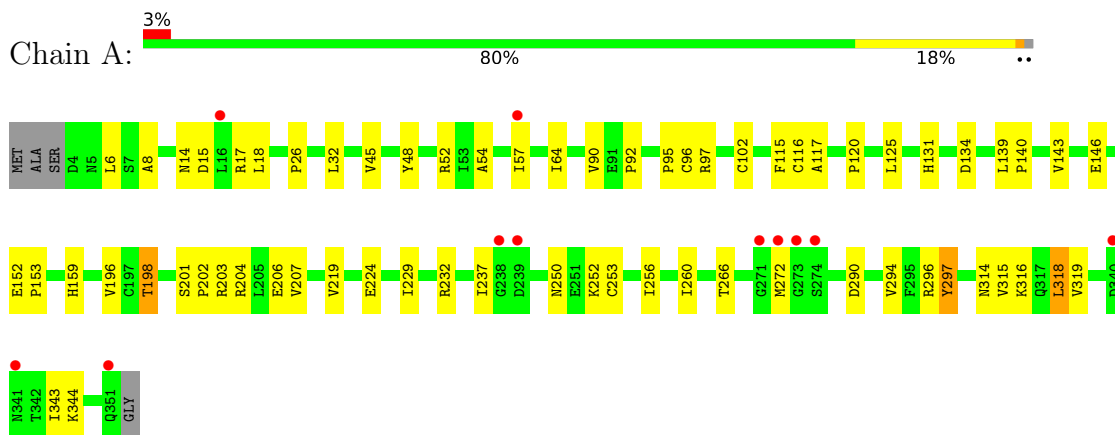 3%
Chain A:
80% 18% ••
MET ALA SER D4 N5 L6 S7 A8 N14 D15 L16 R17 L18 P26 L32 V45 Y48 R52 I53 A54 I57 I64 V90 E91 P92 P95 C96 R97 C102 F115 C116 A117 P120 L125 H131 D134 L139 P140 V143 E146
E152 P153 H159 V196 C197 T198 S201 P202 R203 R204 L205 E206 V207 V219 E224 I229 R232 I237 G238 D239 N250 E251 K252 C253 I256 I260 T266 G271 M272 G273 S274 D290 V294 F295 R296 Y297 N314 V315 K316 Q317 L318 V319 D340
N341 T342 I343 K344 Q351 GLY